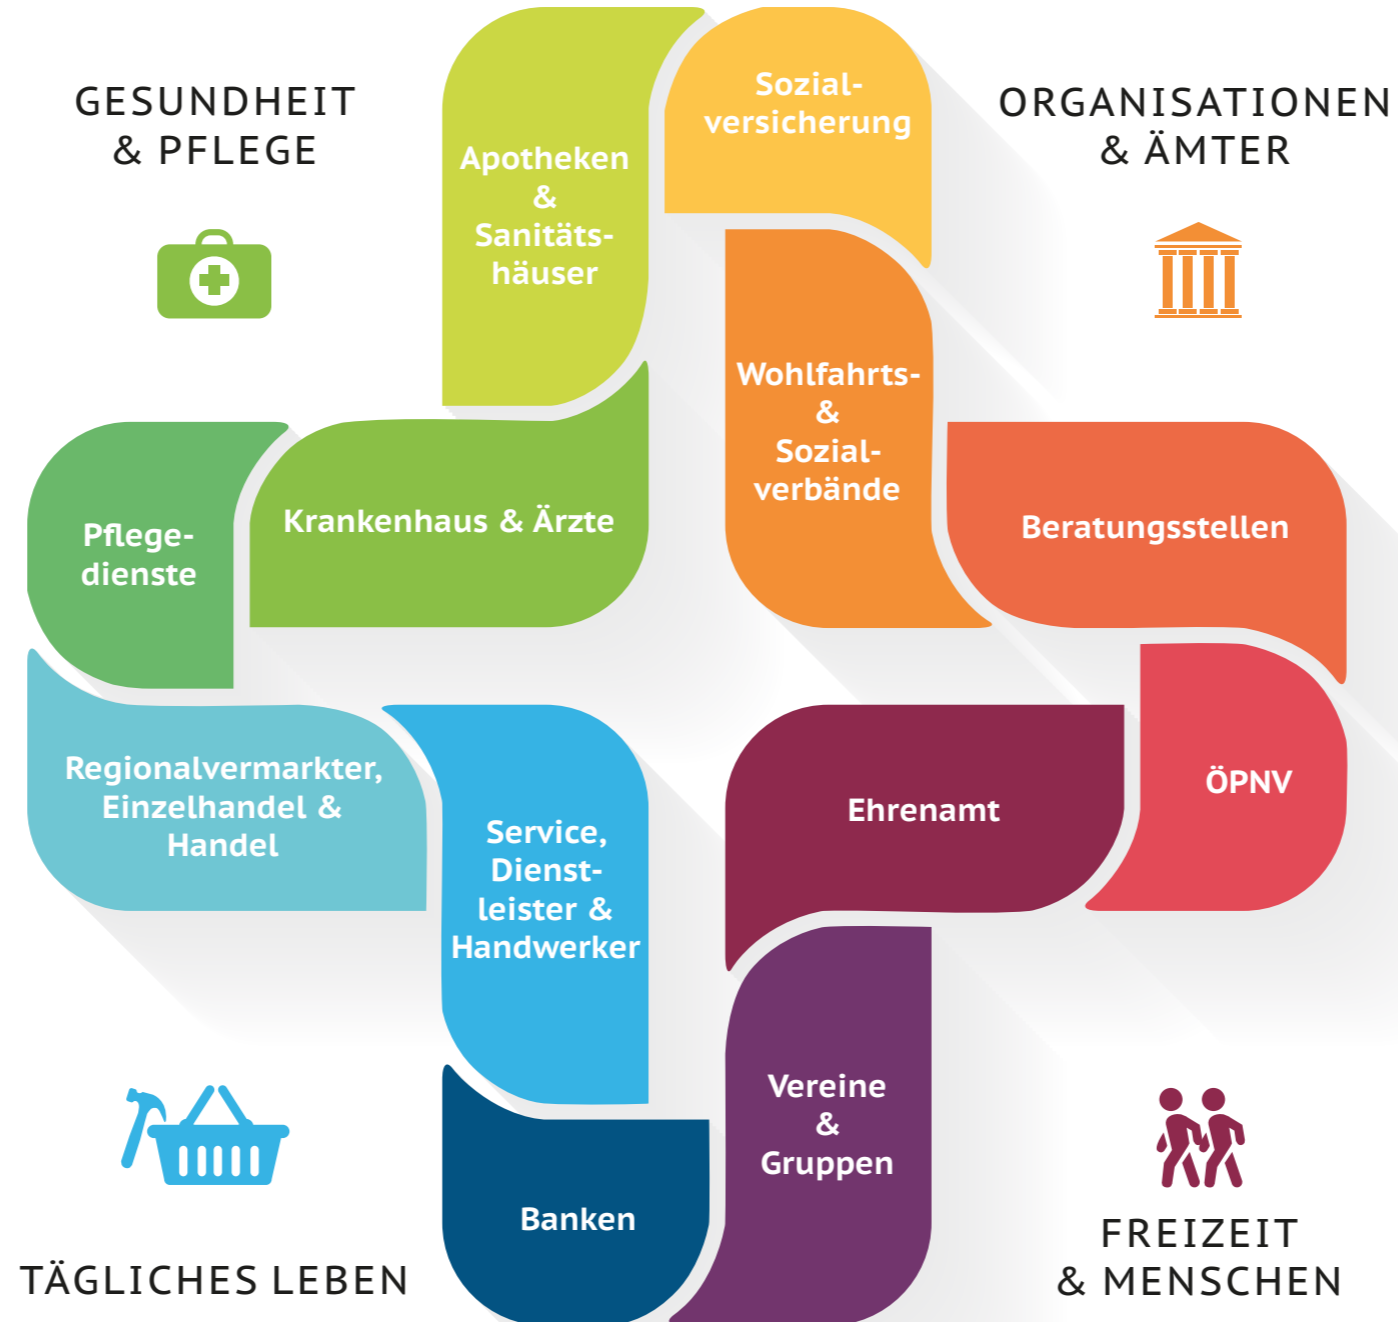 GESUNDHEIT
& PFLEGE
Apotheken
&
Sanitäts-
häuser
Krankenhaus & Ärzte
Pflege-
dienste
Sozial-
versicherung
ORGANISATIONEN
& ÄMTER
Wohlfahrts-
&
Sozial-
verbände
Beratungsstellen
Regionalvermarkter,
Einzelhandel &
Handel
Service,
Dienst-
leister &
Handwerker
Banken
TÄGLICHES LEBEN
ÖPNV
Ehrenamt
Vereine
&
Gruppen
FREIZEIT
& MENSCHEN